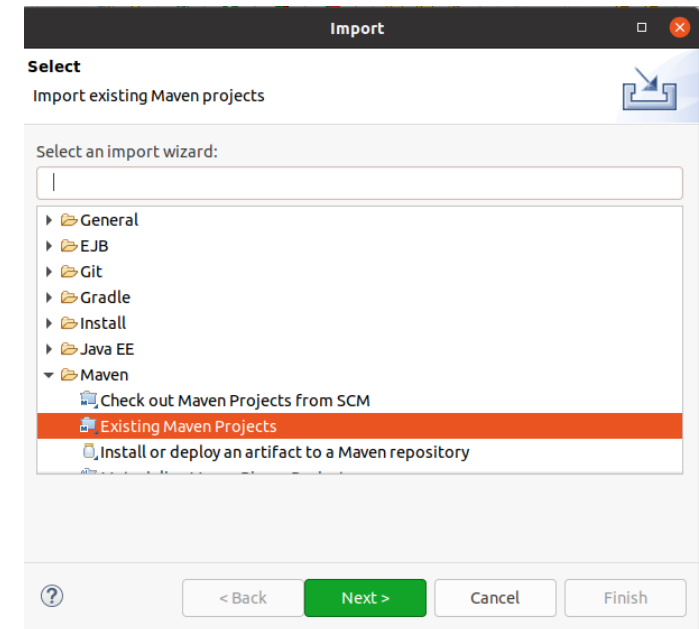 Import
Select
Import existing Maven projects
Select an import wizard:
General
EJB
Git
Gradle
Install
Java EE
Maven
Check out Maven Projects from SCM
Existing Maven Projects
Install or deploy an artifact to a Maven repository
? < Back Next > Cancel Finish